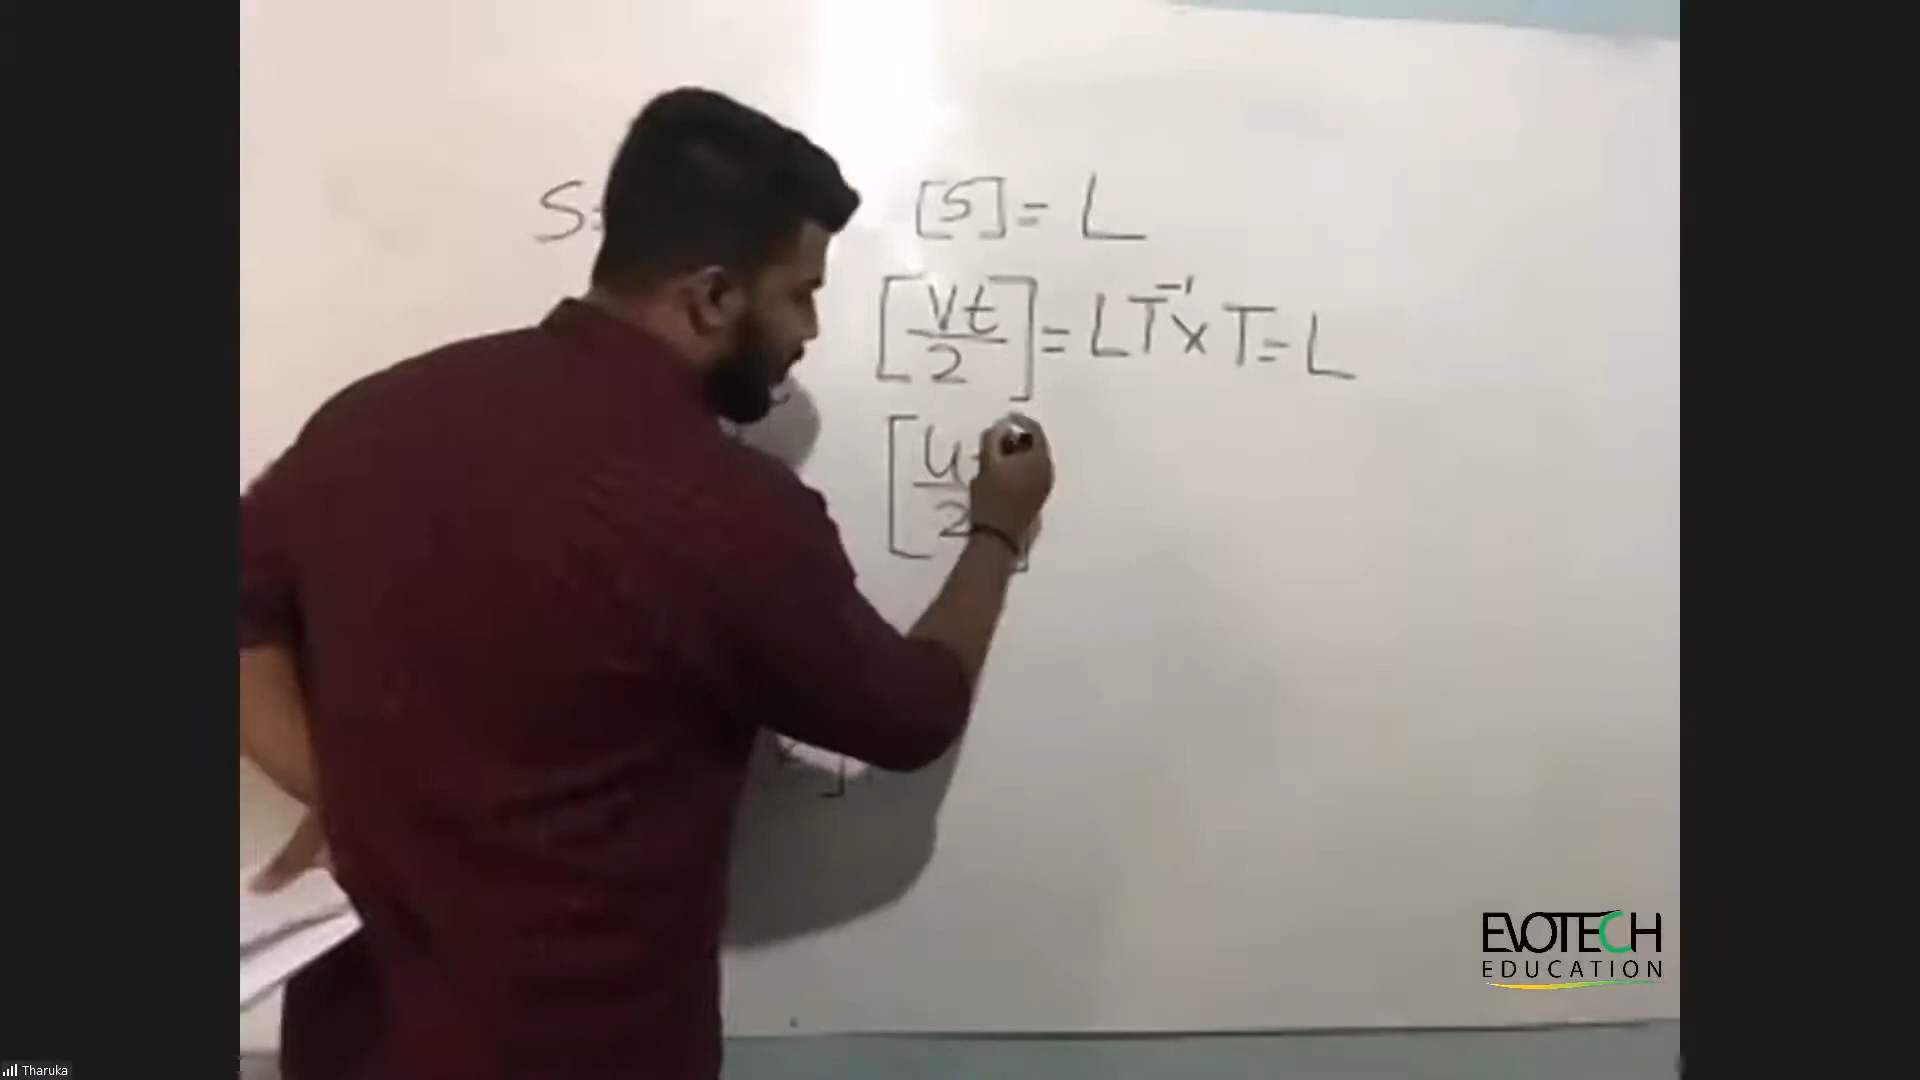 S=
[S] = L
[vt/2] = LT⁻¹ x T = L
[u
2]
EVOTECH
EDUCATION
Tharuka